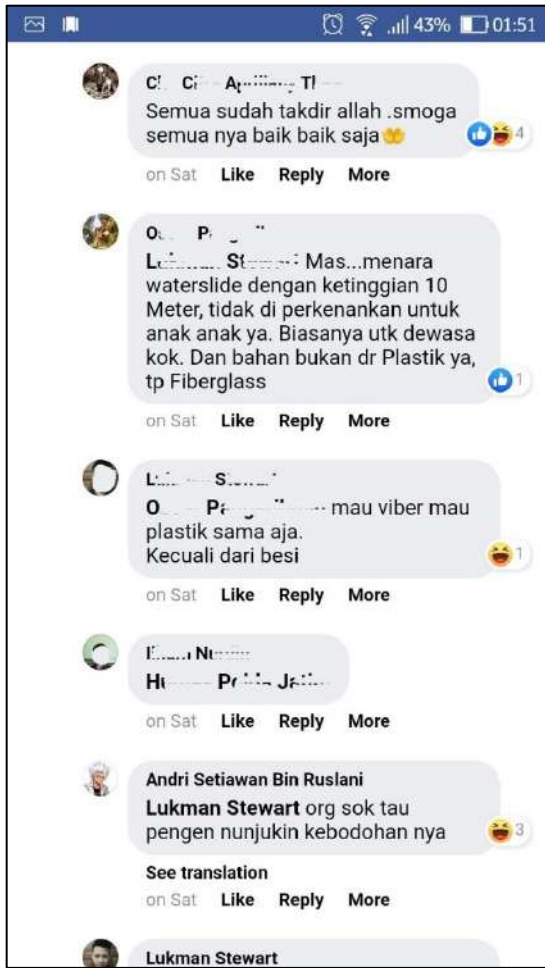 43% 01:51
Semua sudah takdir allah .smoga
semua nya baik baik saja🤲
4
on Sat Like Reply More
Mas...menara
waterslide dengan ketinggian 10
Meter, tidak di perkenankan untuk
anak anak ya. Biasanya utk dewasa
kok. Dan bahan bukan dr Plastik ya,
tp Fiberglass
1
on Sat Like Reply More
mau viber mau
plastik sama aja.
Kecuali dari besi
1
on Sat Like Reply More
on Sat Like Reply More
Andri Setiawan Bin Ruslani
Lukman Stewart org sok tau
pengen nunjukin kebodohan nya
3
See translation
on Sat Like Reply More
Lukman Stewart